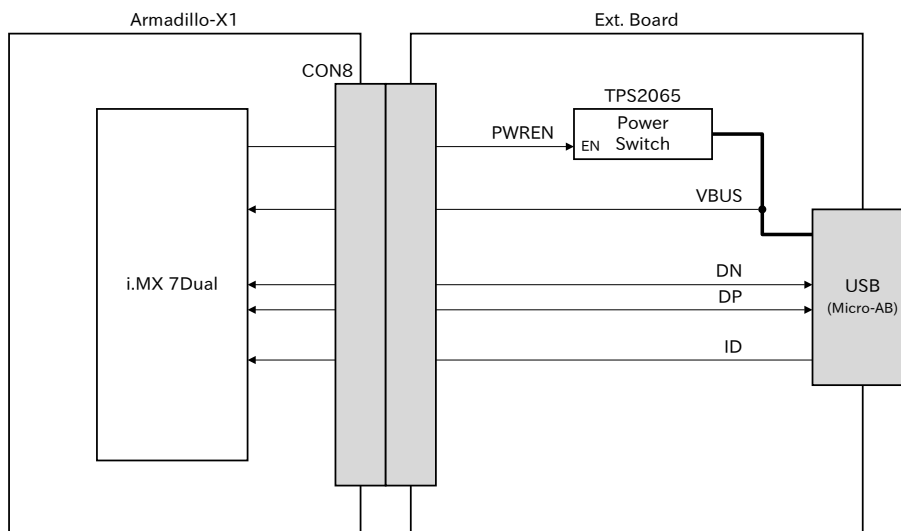 Armadillo-X1
Ext. Board
CON8
TPS2065
Power
Switch
EN
PWREN
VBUS
i.MX 7Dual
DN
DP
USB
(Micro-AB)
ID